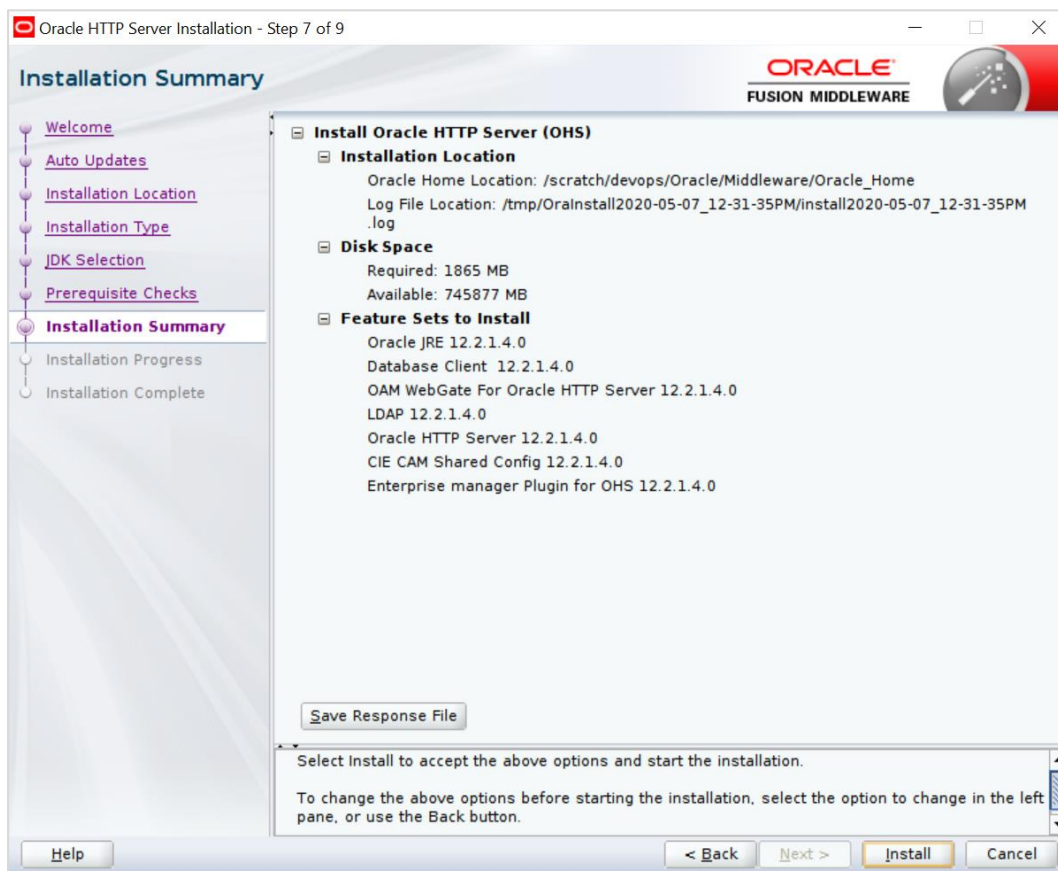 Oracle HTTP Server Installation - Step 7 of 9
Installation Summary
ORACLE
FUSION MIDDLEWARE
Welcome
Auto Updates
Installation Location
Installation Type
JDK Selection
Prerequisite Checks
Installation Summary
Installation Progress
Installation Complete
Install Oracle HTTP Server (OHS)
Installation Location
Oracle Home Location: /scratch/devops/Oracle/Middleware/Oracle_Home
Log File Location: /tmp/OraInstall2020-05-07_12-31-35PM/install2020-05-07_12-31-35PM
.log
Disk Space
Required: 1865 MB
Available: 745877 MB
Feature Sets to Install
Oracle JRE 12.2.1.4.0
Database Client 12.2.1.4.0
OAM WebGate For Oracle HTTP Server 12.2.1.4.0
LDAP 12.2.1.4.0
Oracle HTTP Server 12.2.1.4.0
CIE CAM Shared Config 12.2.1.4.0
Enterprise manager Plugin for OHS 12.2.1.4.0
Save Response File
Select Install to accept the above options and start the installation.
To change the above options before starting the installation, select the option to change in the left
pane, or use the Back button.
Help
< Back
Next >
Install
Cancel